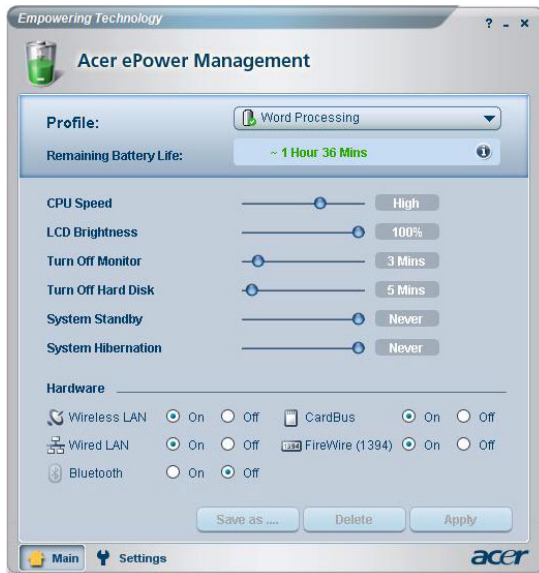 Empowering Technology
? - x
Acer ePower Management
Profile: Word Processing
Remaining Battery Life: ~ 1 Hour 36 Mins
CPU Speed High
LCD Brightness 100%
Turn Off Monitor 3 Mins
Turn Off Hard Disk 5 Mins
System Standby Never
System Hibernation Never
Hardware
Wireless LAN On Off CardBus On Off
Wired LAN On Off 1394 FireWire (1394) On Off
Bluetooth On Off
Save as .... Delete Apply
Main Settings acer